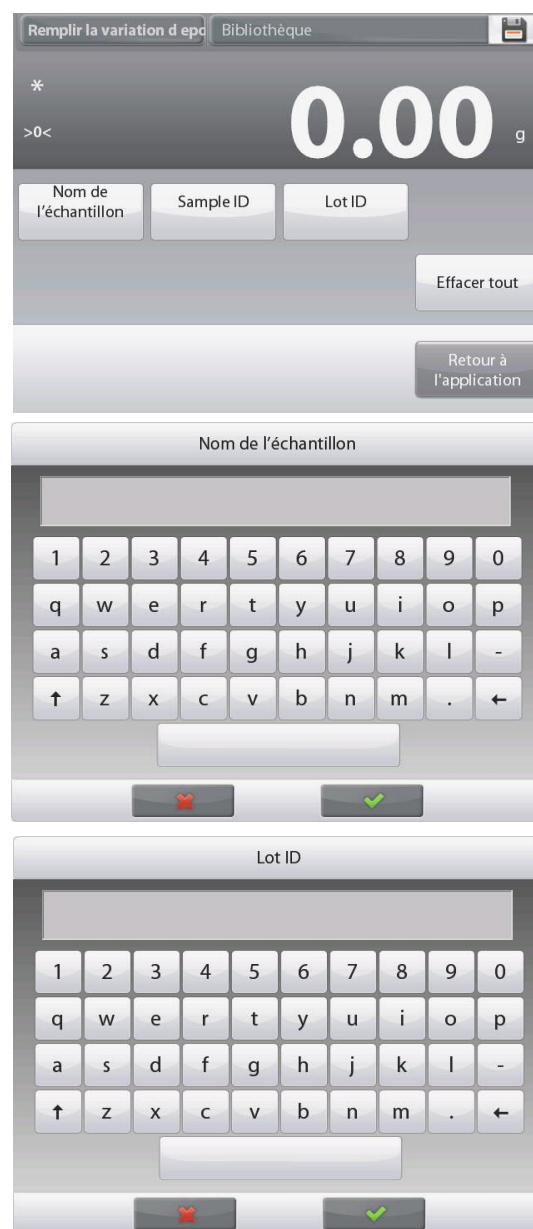 Remplir la variation d epo Bibliothèque
*
>0< 0.00 g
Nom de l’échantillon Sample ID Lot ID
Effacer tout
Retour à l'application
Nom de l’échantillon
1 2 3 4 5 6 7 8 9 0
q w e r t y u i o p
a s d f g h j k l -
↑ z x c v b n m . ←
Lot ID
1 2 3 4 5 6 7 8 9 0
q w e r t y u i o p
a s d f g h j k l -
↑ z x c v b n m . ←